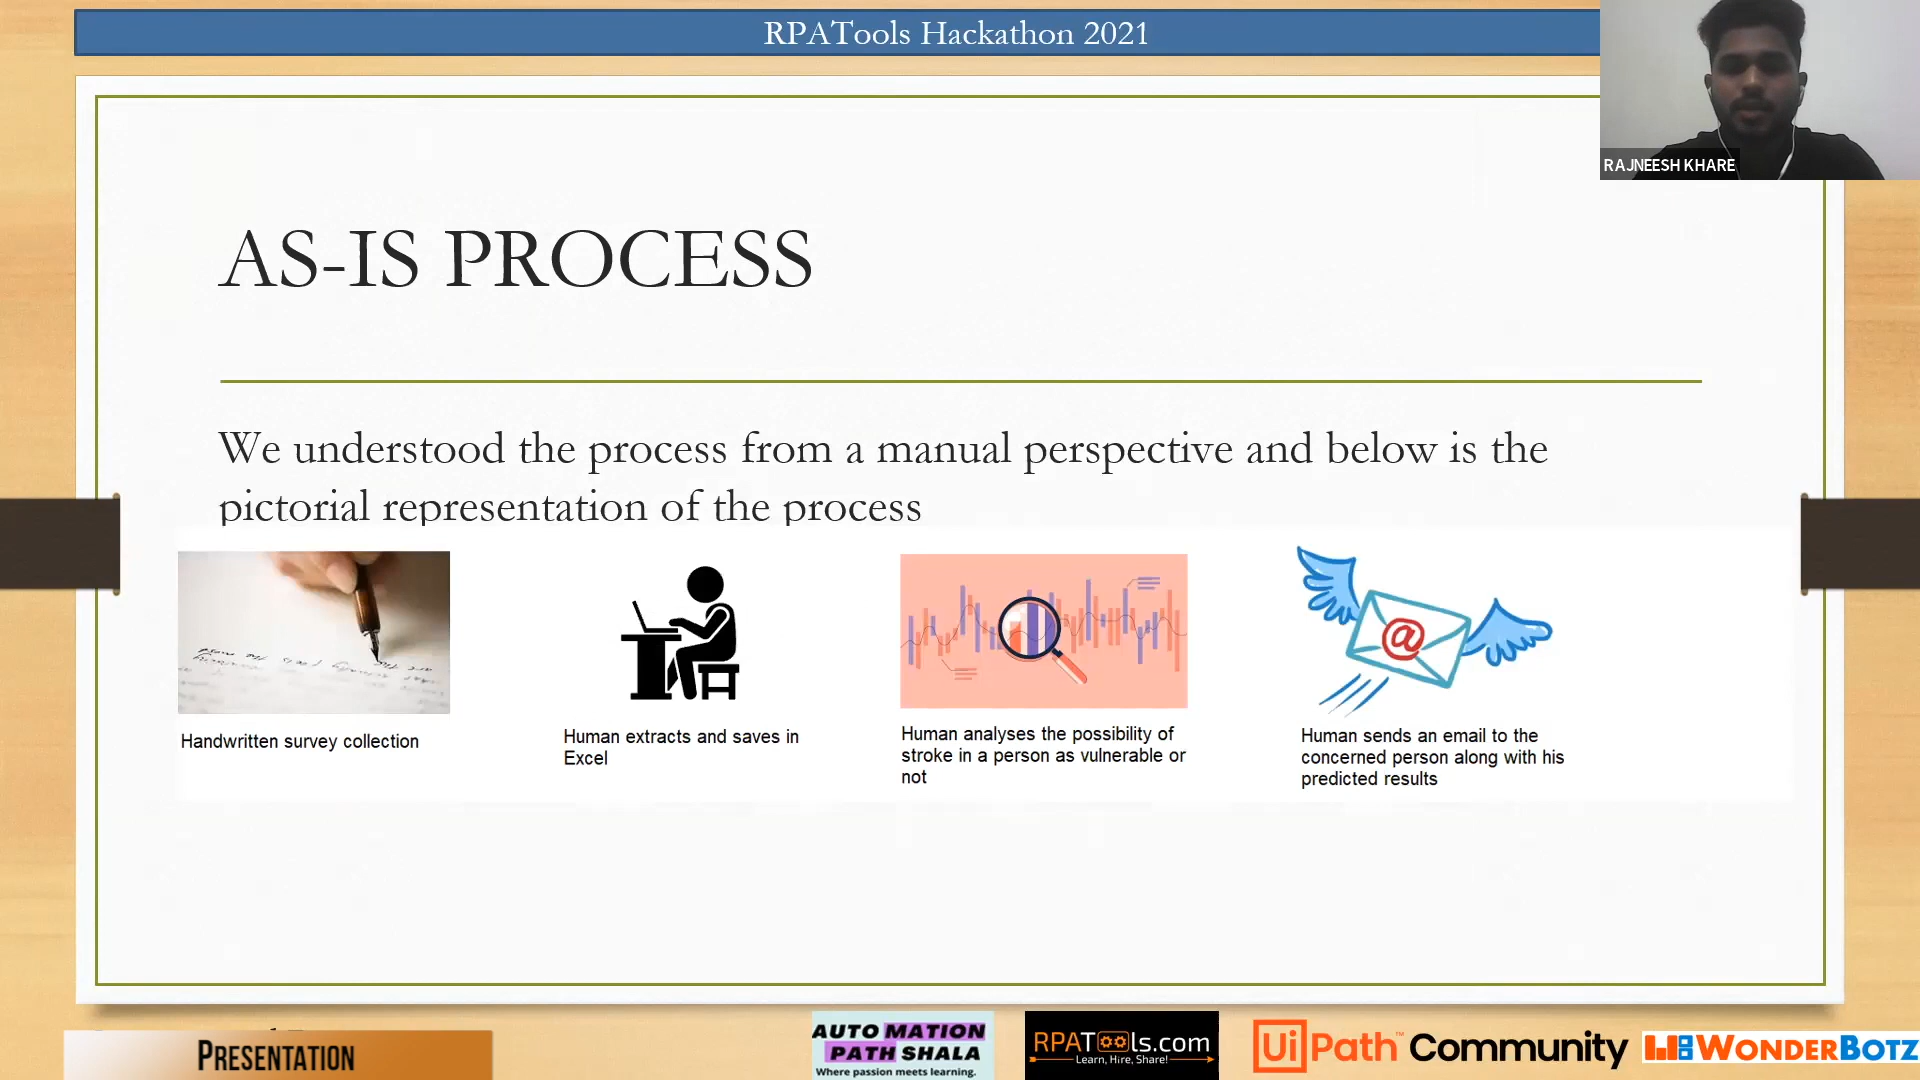 RPATools Hackathon 2021
RAJNEESH KHARE
AS-IS PROCESS
We understood the process from a manual perspective and below is the
pictorial representation of the process
Handwritten survey collection
Human extracts and saves in
Excel
Human analyses the possibility of
stroke in a person as vulnerable or
not
@
Human sends an email to the
concerned person along with his
predicted results
PRESENTATION
AUTOMATION
PATH SHALA
Where passion meets learning.
RPATools.com
Learn, Hire, Share!
UiPath™ Community
WONDERBOTZ